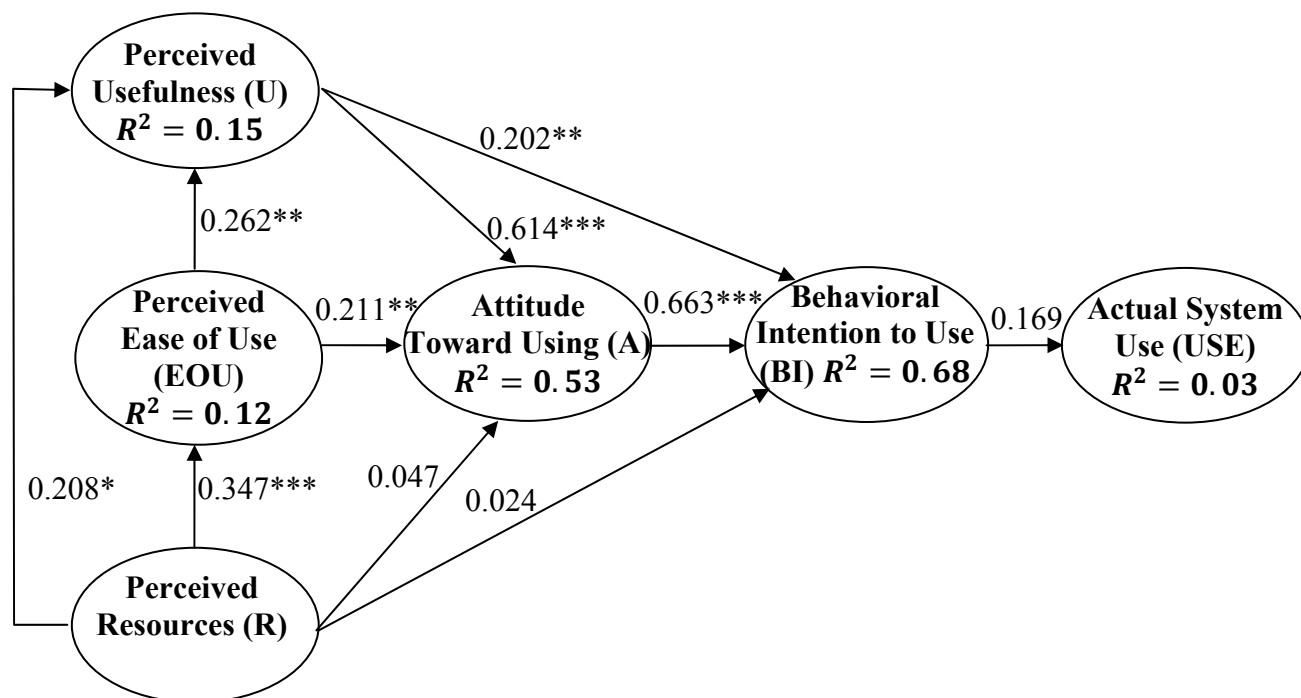 Perceived
Usefulness (U)
R² = 0.15
0.202**
0.262**
0.614***
Perceived
Ease of Use
(EOU)
R² = 0.12
0.211**
Attitude
Toward Using (A)
R² = 0.53
0.663***
Behavioral
Intention to Use
(BI) R² = 0.68
0.169
Actual System
Use (USE)
R² = 0.03
0.208*
0.347***
0.047
0.024
Perceived
Resources (R)